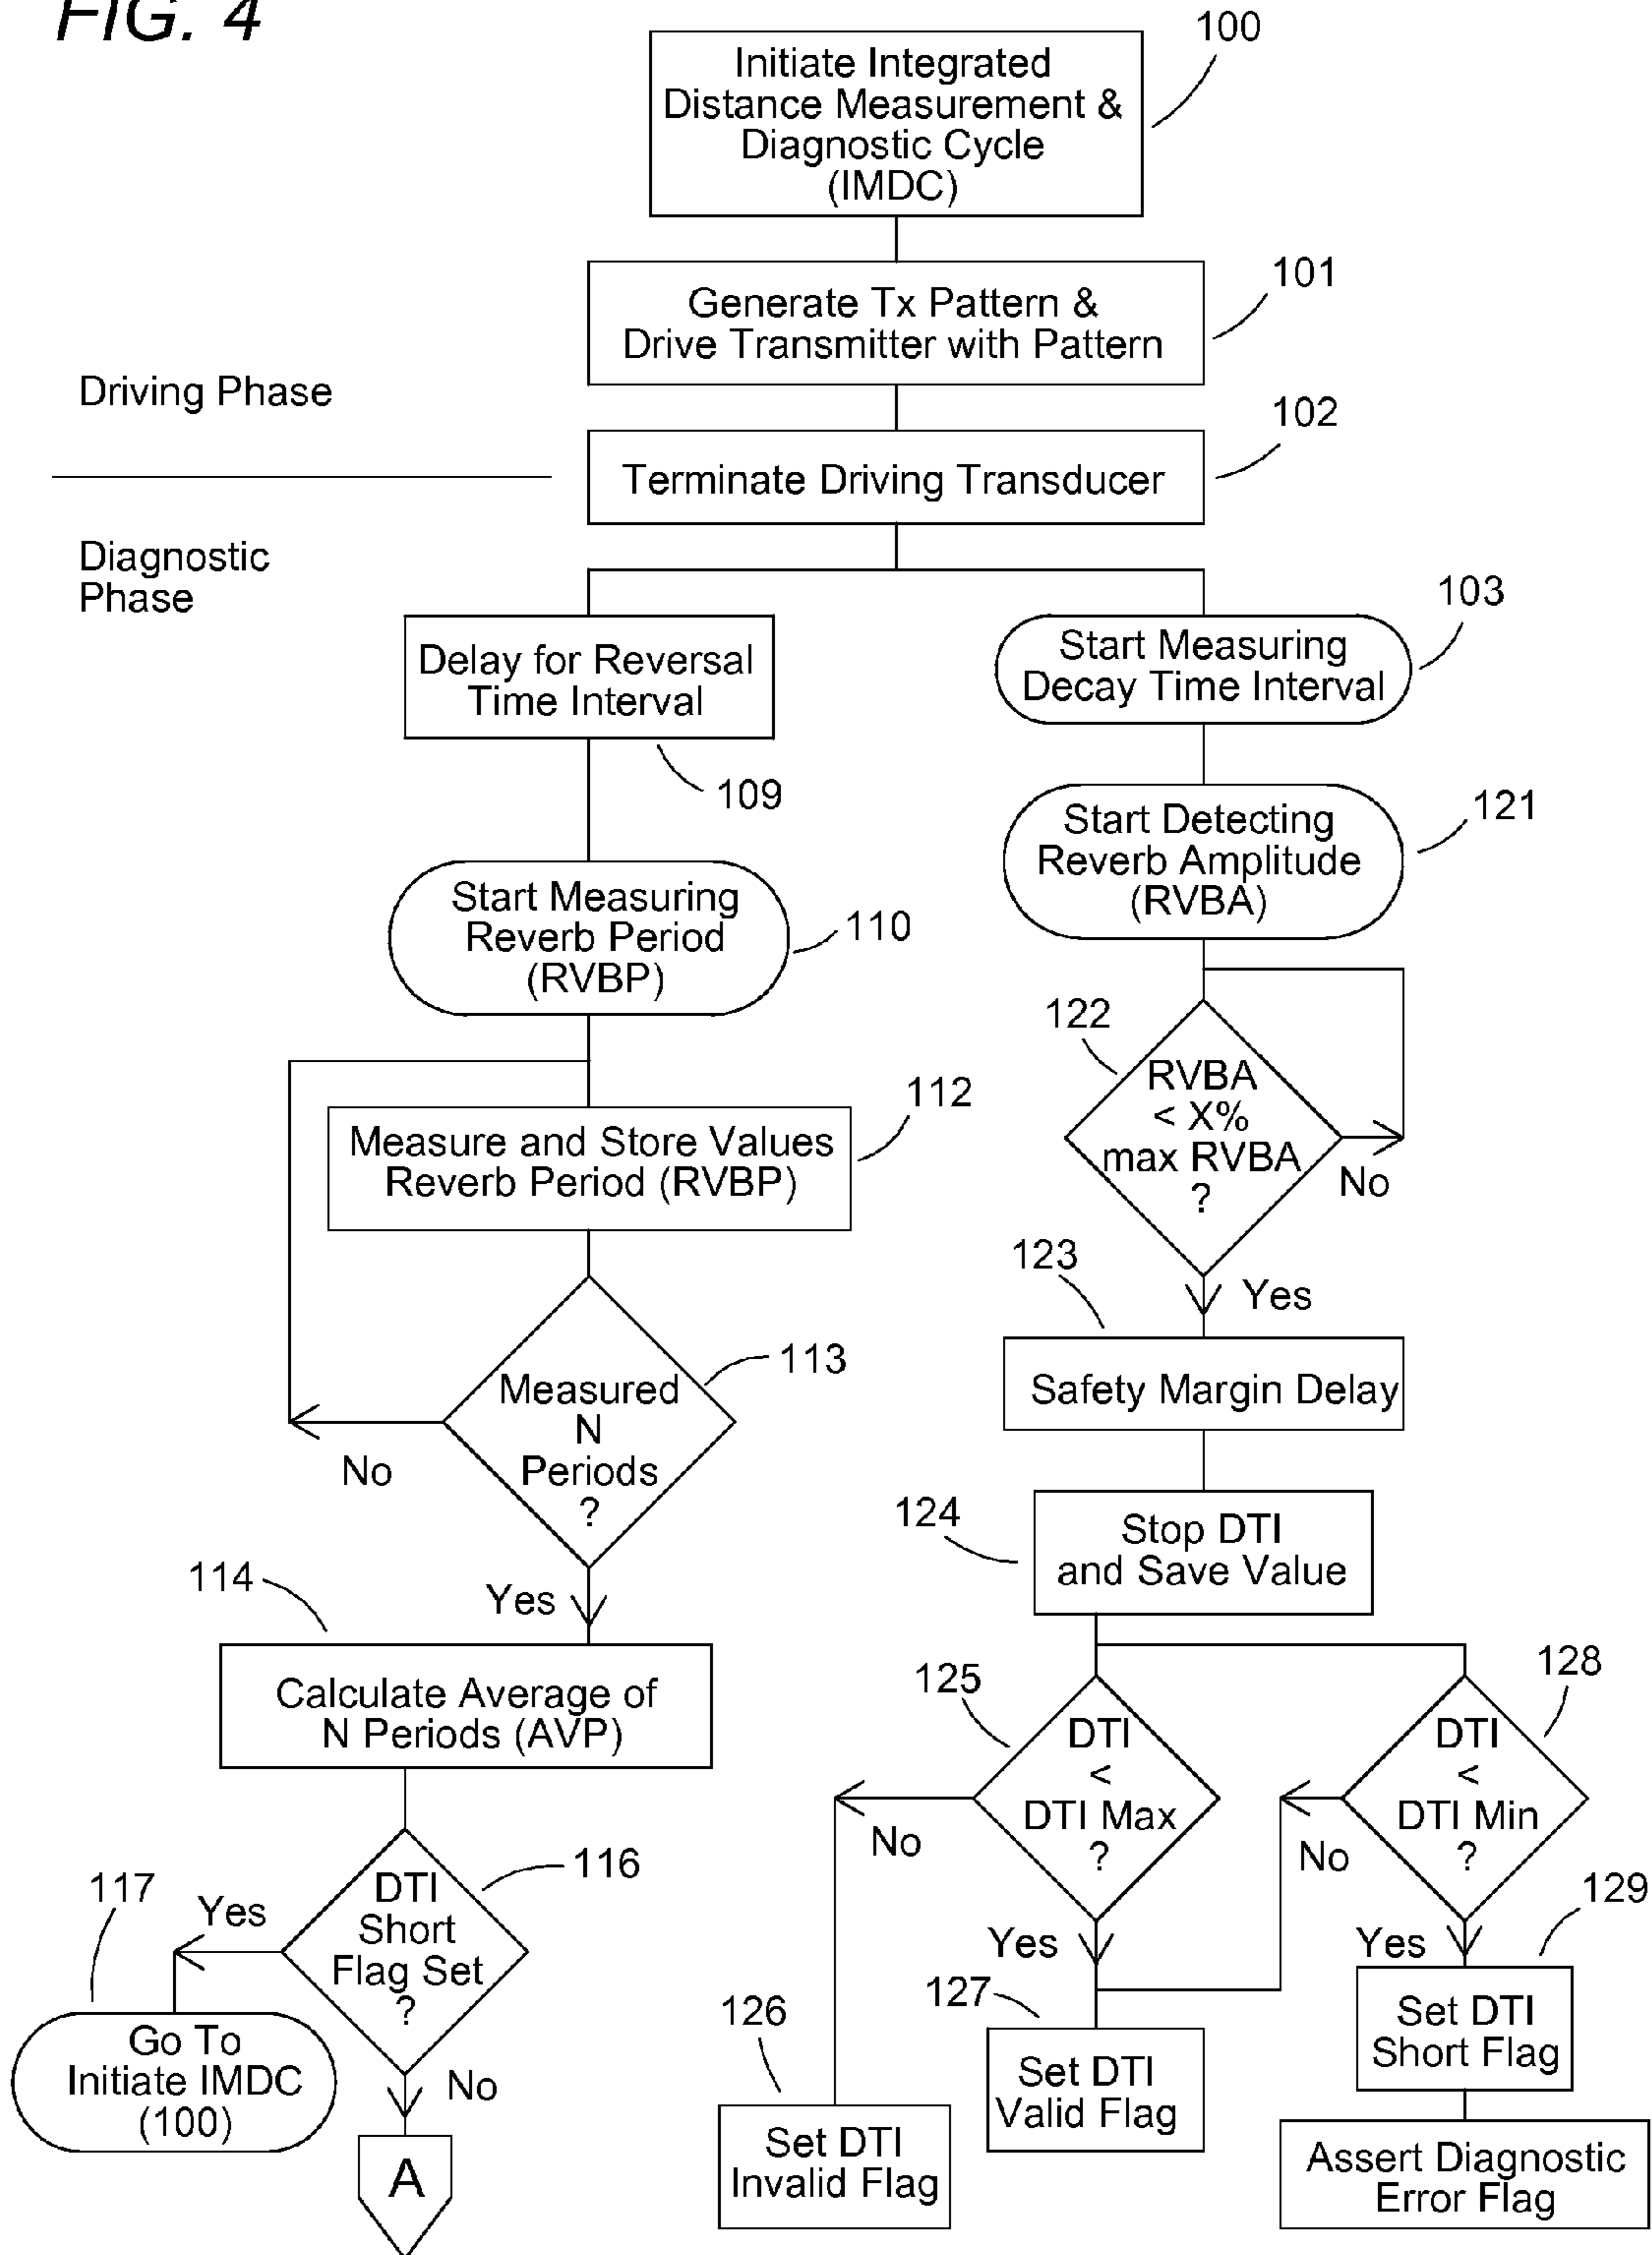 FIG. 4
100
Initiate Integrated
Distance Measurement &
Diagnostic Cycle
(IMDC)
101
Generate Tx Pattern &
Drive Transmitter with Pattern
Driving Phase
102
Terminate Driving Transducer
Diagnostic
Phase
Delay for Reversal
Time Interval
109
Start Measuring
Reverb Period
(RVBP)
110
112
Measure and Store Values
Reverb Period (RVBP)
113
Measured
N
Periods
?
No
Yes
114
Calculate Average of
N Periods (AVP)
116
DTI
Short
Flag Set
?
Yes
117
Go To
Initiate IMDC
(100)
No
A
103
Start Measuring
Decay Time Interval
121
Start Detecting
Reverb Amplitude
(RVBA)
122
RVBA
< X%
max RVBA
?
No
Yes
123
Safety Margin Delay
124
Stop DTI
and Save Value
125
DTI
<
DTI Max
?
No
Yes
126
Set DTI
Invalid Flag
127
Set DTI
Valid Flag
128
DTI
<
DTI Min
?
No
Yes
129
Set DTI
Short Flag
Assert Diagnostic
Error Flag